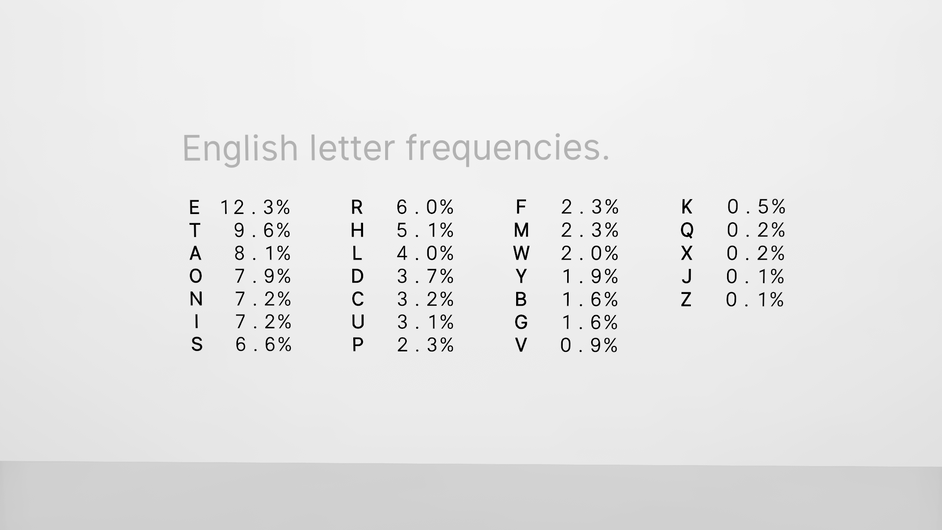 English letter frequencies.
E 12.3% R 6.0% F 2.3% K 0.5%
T 9.6% H 5.1% M 2.3% Q 0.2%
A 8.1% L 4.0% W 2.0% X 0.2%
O 7.9% D 3.7% Y 1.9% J 0.1%
N 7.2% C 3.2% B 1.6% Z 0.1%
I 7.2% U 3.1% G 1.6%
S 6.6% P 2.3% V 0.9%